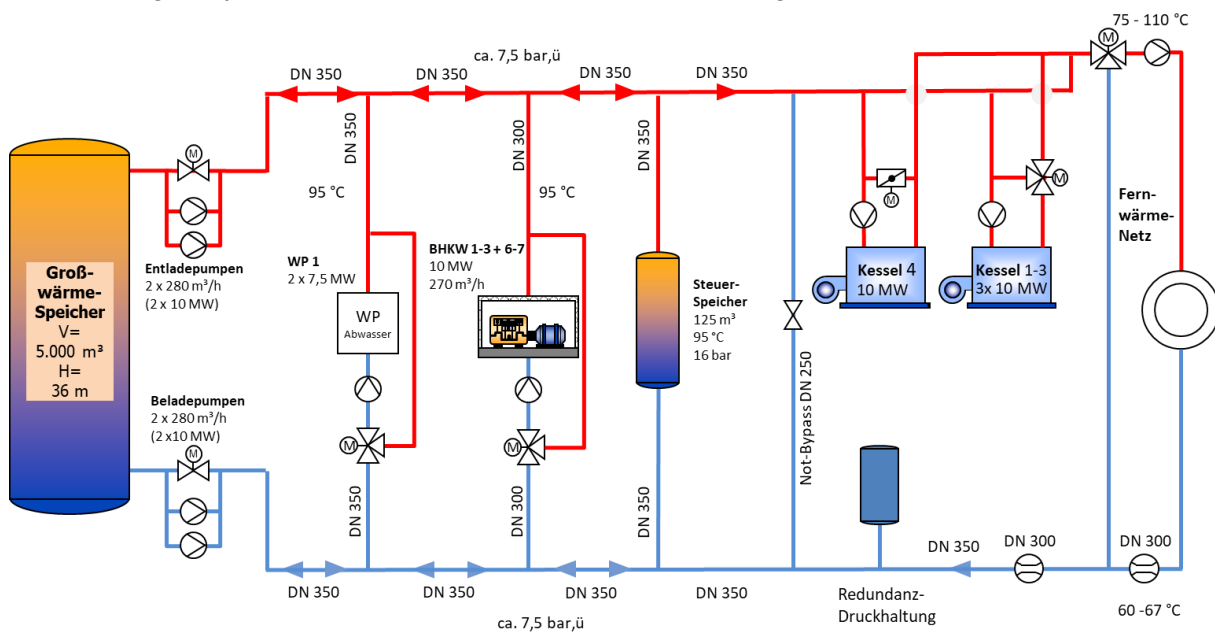 75 - 110 °C
M
ca. 7,5 bar,ü
DN 350
DN 350
DN 350
DN 350
M
DN 350
DN 300
DN 350
95 °C
95 °C
M
M
Fern-
wärme-
Netz
Groß-
wärme-
Speicher
V=
5.000 m³
H=
36 m
Entladepumpen
2 x 280 m³/h
(2 x 10 MW)
WP 1
2 x 7,5 MW
WP
Abwasser
BHKW 1-3 + 6-7
10 MW
270 m³/h
Steuer-
Speicher
125 m³
95 °C
16 bar
Kessel 4
10 MW
Kessel 1-3
3x 10 MW
Not-Bypass DN 250
Beladepumpen
2 x 280 m³/h
(2 x10 MW)
M
M
M
DN 350
DN 300
DN 350
DN 350
DN 300
DN 300
DN 350
DN 350
DN 350
DN 350
Redundanz-
Druckhaltung
60 -67 °C
ca. 7,5 bar,ü